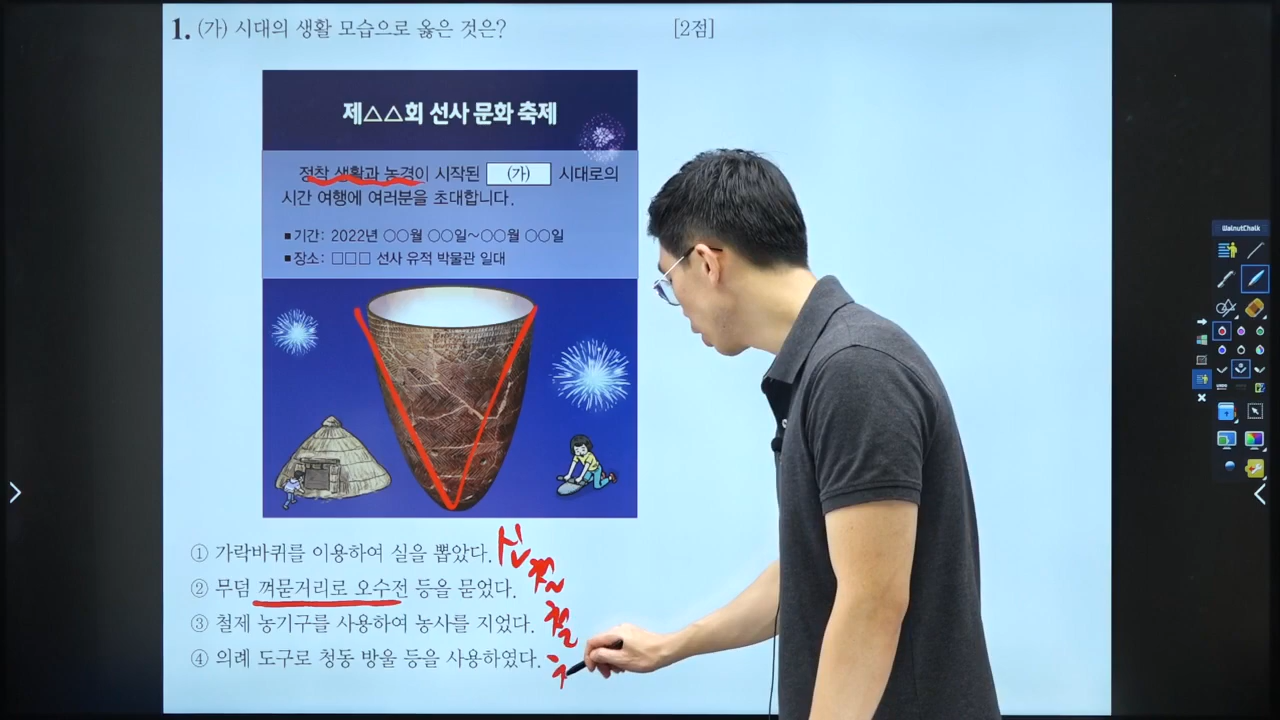 1. (가) 시대의 생활 모습으로 옳은 것은? [2점]
제△△회 선사 문화 축제
정착 생활과 농경이 시작된 (가) 시대로의
시간 여행에 여러분을 초대합니다.
■기간: 2022년 ○○월 ○○일~○○월 ○○일
■장소: □□□ 선사 유적 박물관 일대
① 가락바퀴를 이용하여 실을 뽑았다. 신
② 무덤 껴묻거리로 오수전 등을 묻었다. 철
③ 철제 농기구를 사용하여 농사를 지었다. 철
④ 의례 도구로 청동 방울 등을 사용하였다.
WalnutChalk